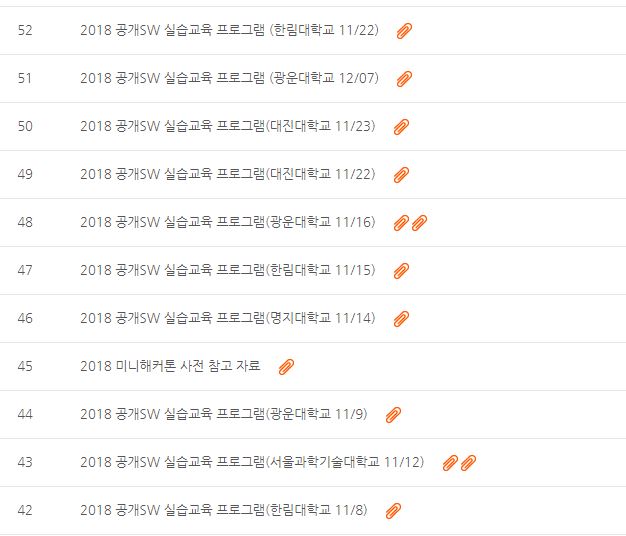 52 2018 공개SW 실습교육 프로그램 (한림대학교 11/22)
51 2018 공개SW 실습교육 프로그램 (광운대학교 12/07)
50 2018 공개SW 실습교육 프로그램(대진대학교 11/23)
49 2018 공개SW 실습교육 프로그램(대진대학교 11/22)
48 2018 공개SW 실습교육 프로그램(광운대학교 11/16)
47 2018 공개SW 실습교육 프로그램(한림대학교 11/15)
46 2018 공개SW 실습교육 프로그램(명지대학교 11/14)
45 2018 미니해커톤 사전 참고 자료
44 2018 공개SW 실습교육 프로그램(광운대학교 11/9)
43 2018 공개SW 실습교육 프로그램(서울과학기술대학교 11/12)
42 2018 공개SW 실습교육 프로그램(한림대학교 11/8)